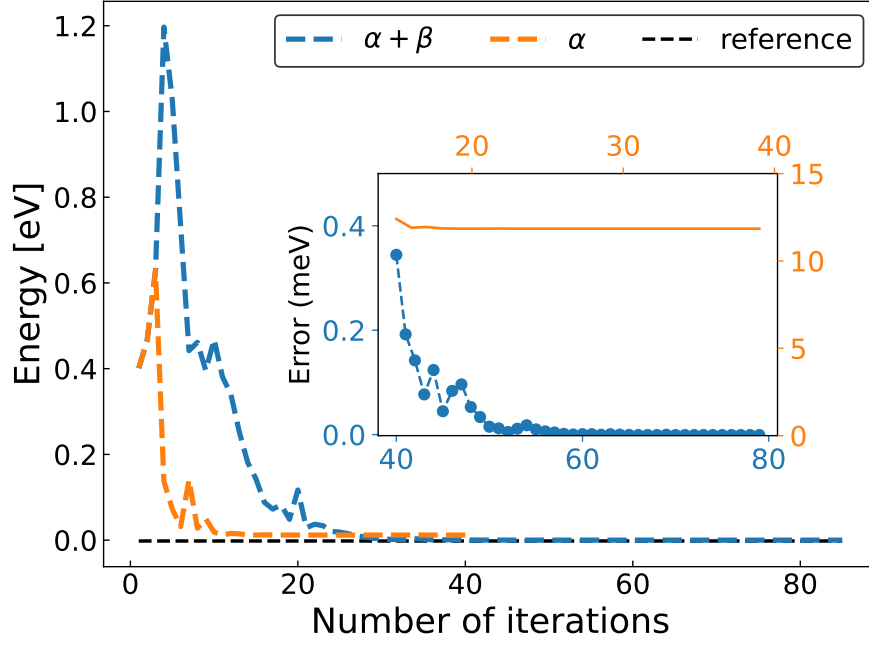 α + β α reference
1.2
1.0
0.8
0.6
0.4
0.2
0.0
Energy [eV]
0 20 40 60 80
Number of iterations
20 30 40
0.4
0.2
0.0
Error (meV)
15
10
5
0
40 60 80